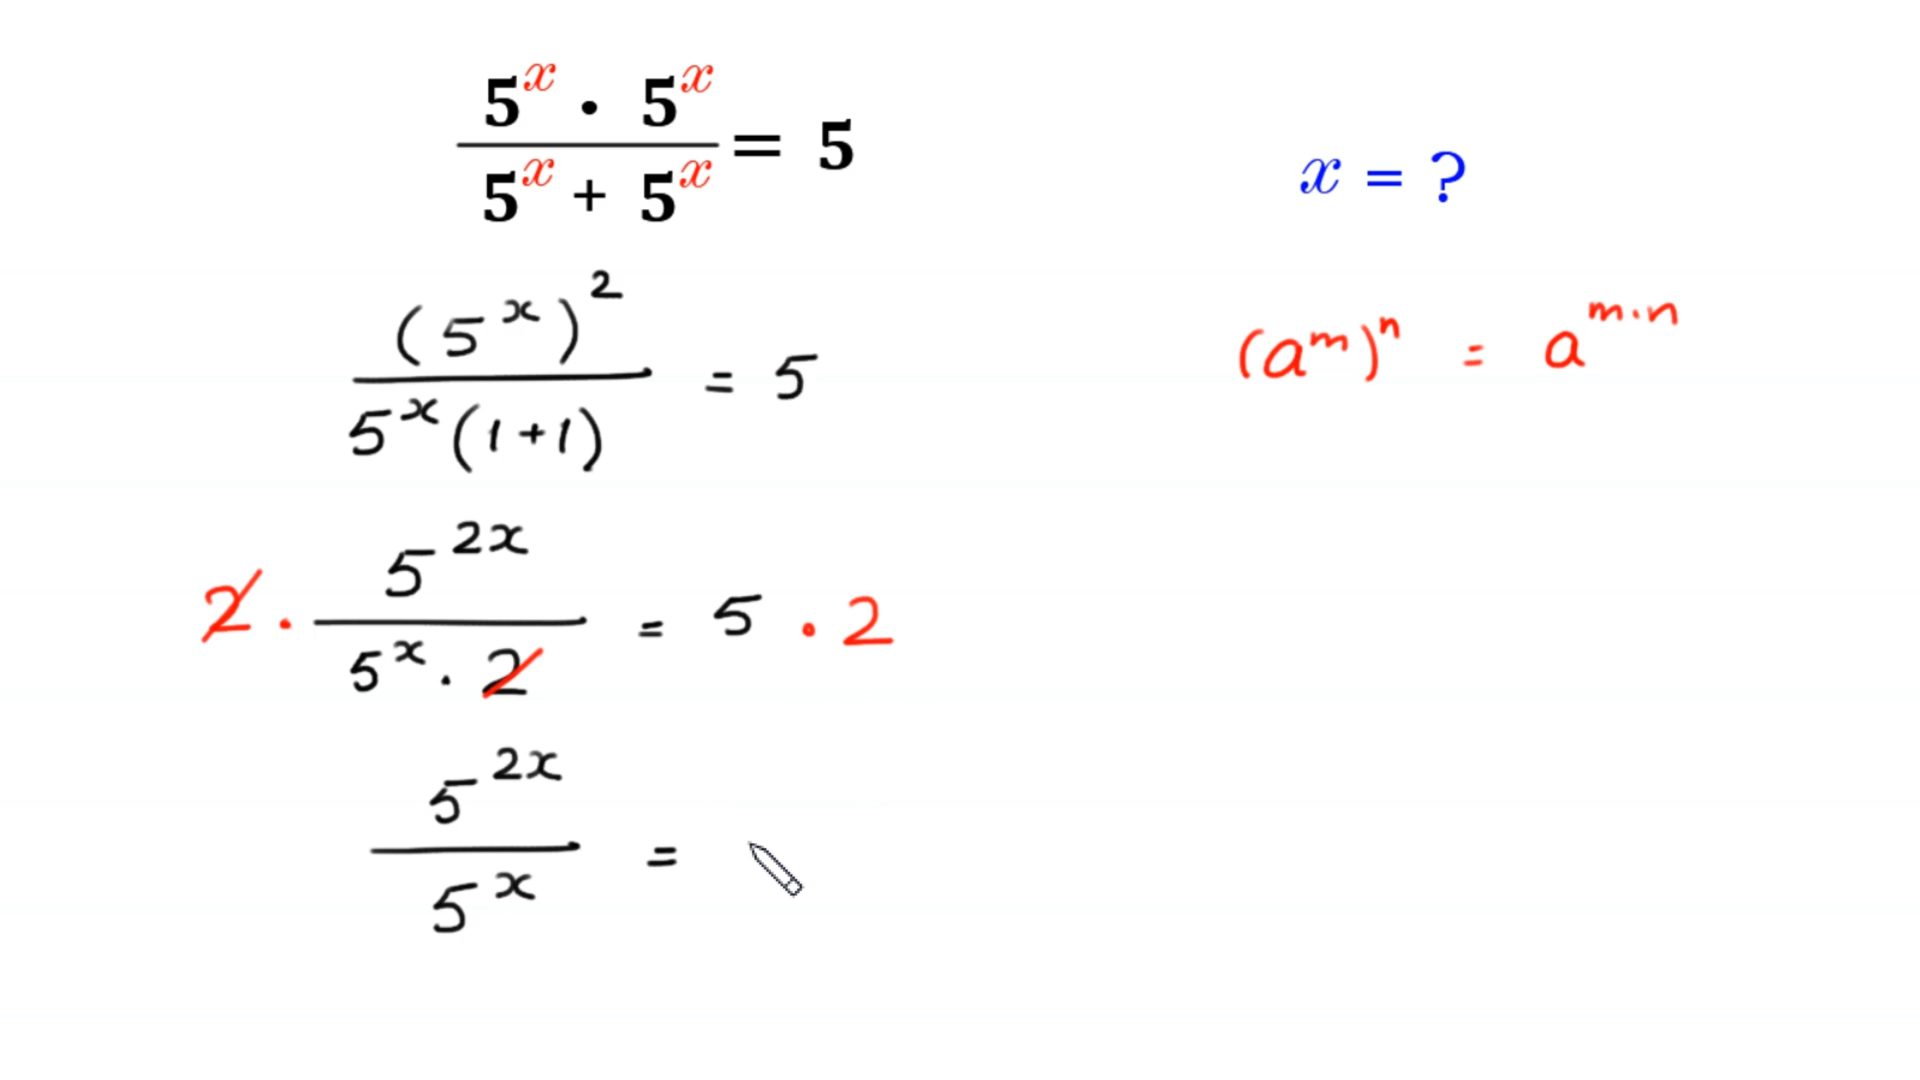 5^x · 5^x / 5^x + 5^x = 5
x = ?
(5^x)^2 / 5^x (1 + 1) = 5
(a^m)^n = a^m·n
2 · 5^2x / 5^x · 2 = 5 · 2
5^2x / 5^x =